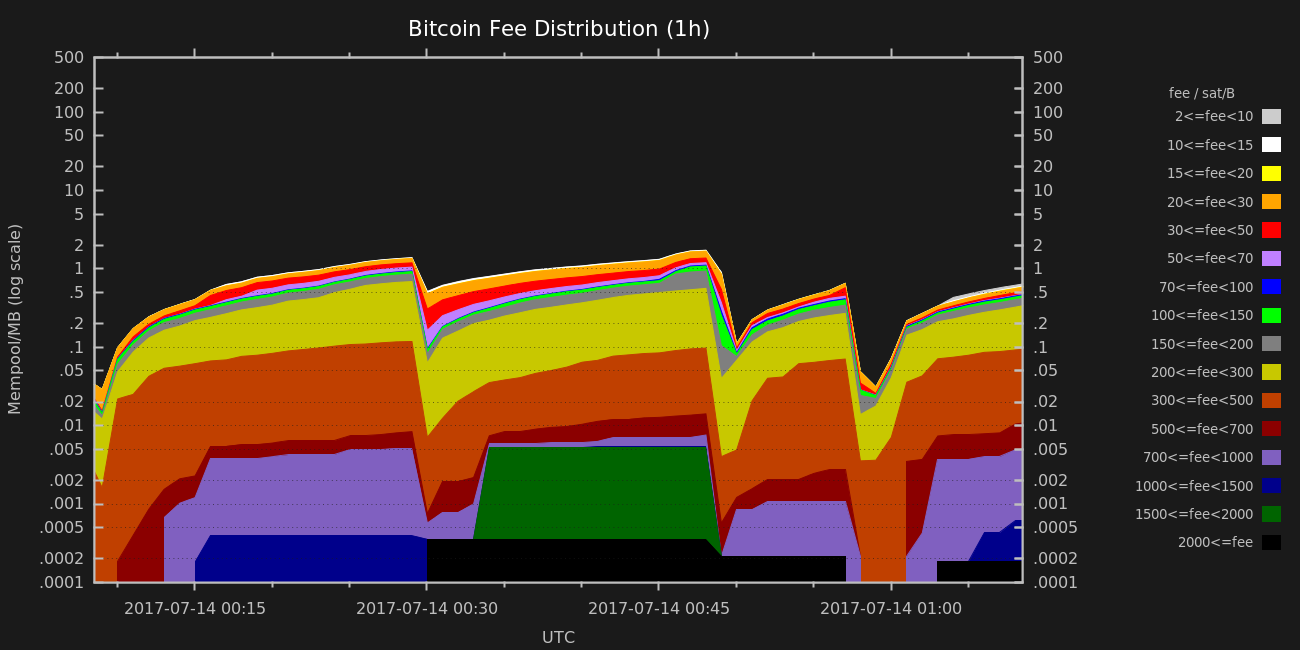 Bitcoin Fee Distribution (1h)
Mempool/MB (log scale)
500
200
100
50
20
10
5
2
1
.5
.2
.1
.05
.02
.01
.005
.002
.001
.0005
.0002
.0001
500
200
100
50
20
10
5
2
1
.5
.2
.1
.05
.02
.01
.005
.002
.001
.0005
.0002
.0001
2017-07-14 00:15
2017-07-14 00:30
2017-07-14 00:45
2017-07-14 01:00
UTC
fee / sat/B
2<=fee<10
10<=fee<15
15<=fee<20
20<=fee<30
30<=fee<50
50<=fee<70
70<=fee<100
100<=fee<150
150<=fee<200
200<=fee<300
300<=fee<500
500<=fee<700
700<=fee<1000
1000<=fee<1500
1500<=fee<2000
2000<=fee